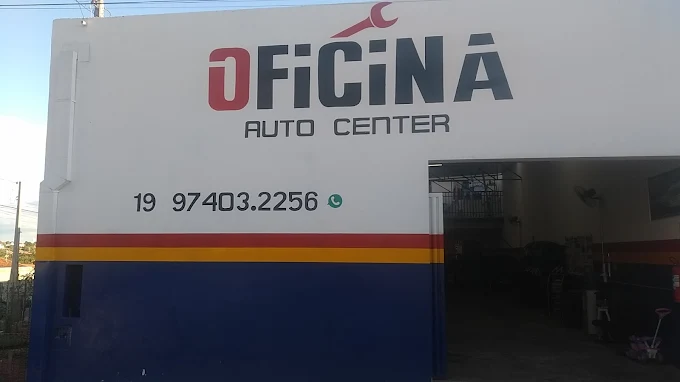 OFICINA
AUTO CENTER
19 97403.2256